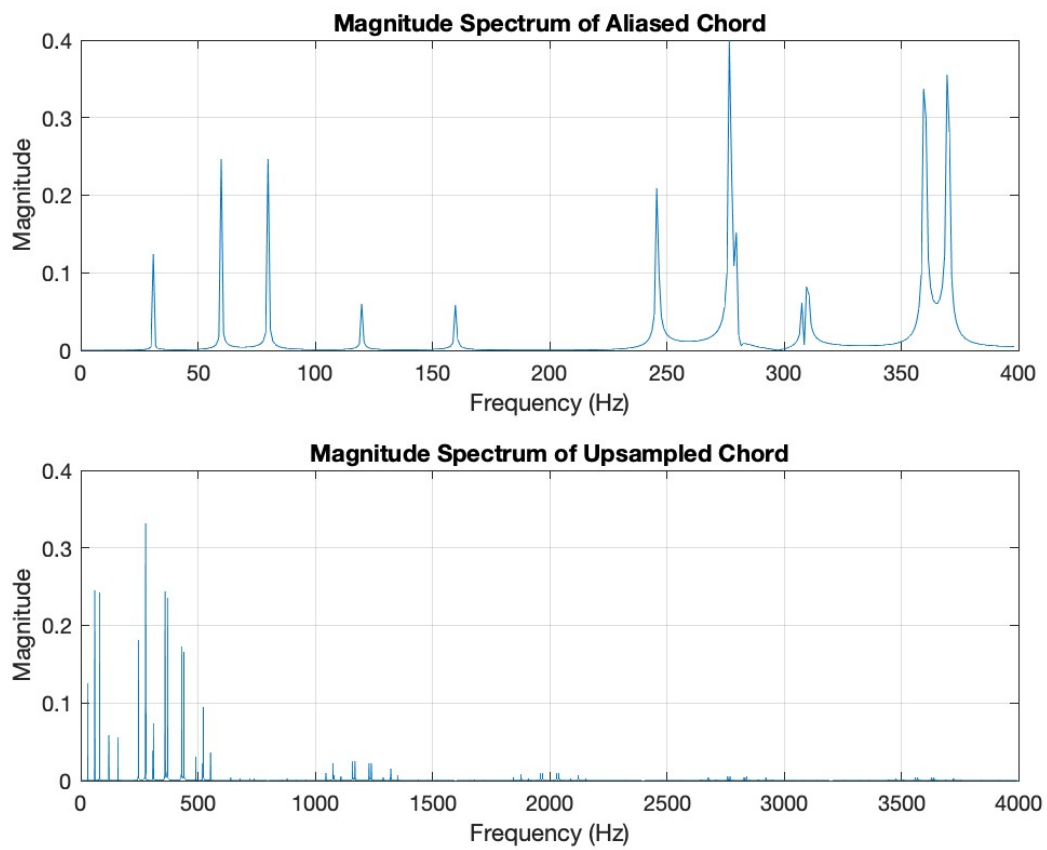 Magnitude Spectrum of Aliased Chord
0.4
0.3
0.2
0.1
0
Magnitude
0 50 100 150 200 250 300 350 400
Frequency (Hz)
Magnitude Spectrum of Upsampled Chord
0.4
0.3
0.2
0.1
0
Magnitude
0 500 1000 1500 2000 2500 3000 3500 4000
Frequency (Hz)